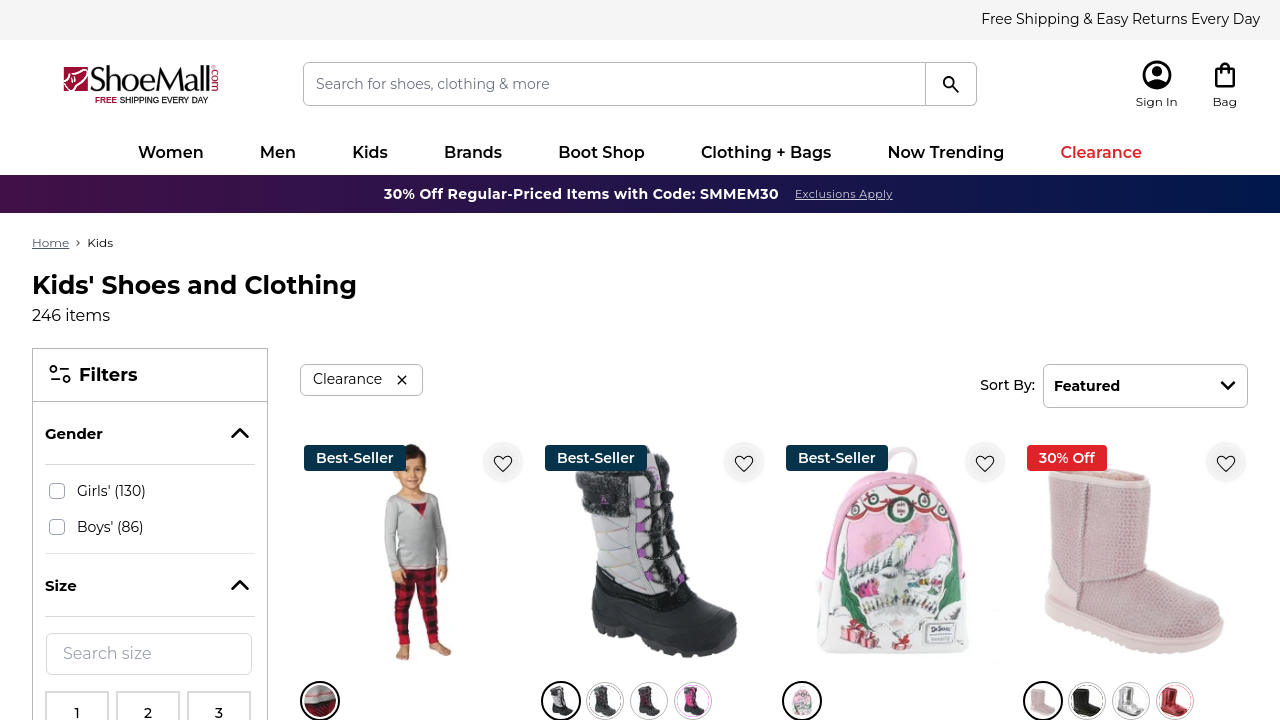 Free Shipping & Easy Returns Every Day
ShoeMall.com
FREE SHIPPING EVERY DAY
Search for shoes, clothing & more
Sign In
Bag
Women
Men
Kids
Brands
Boot Shop
Clothing + Bags
Now Trending
Clearance
30% Off Regular-Priced Items with Code: SMMEM30
Exclusions Apply
Home › Kids
Kids' Shoes and Clothing
246 items
Filters
Clearance
Sort By:
Featured
Gender
Girls' (130)
Boys' (86)
Size
Search size
1
2
3
Best-Seller
Best-Seller
Best-Seller
30% Off